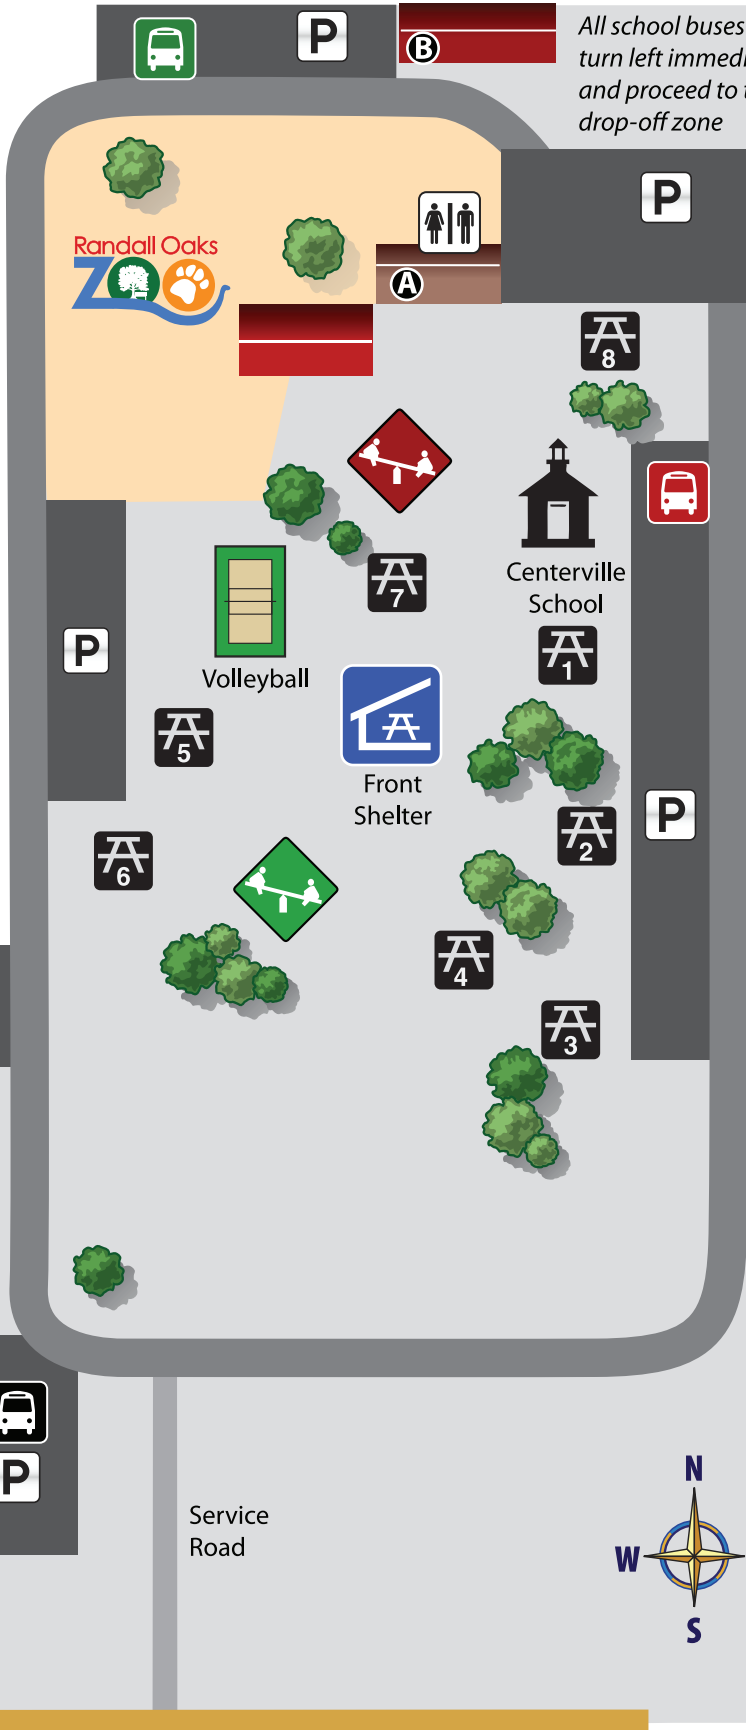 P
B
All school buses
turn left immedi
and proceed to t
drop-off zone
P
Randall Oaks
ZOO
A
8
7
Centerville
School
P
Volleyball
1
5
Front
Shelter
P
2
6
4
3
P
Service
Road
N
W
S